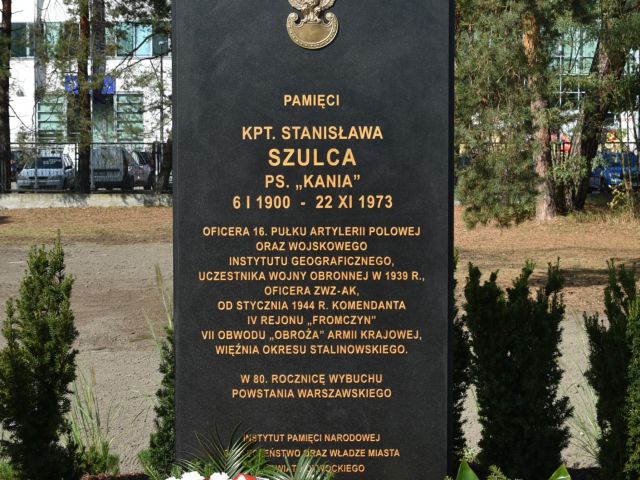 PAMIĘCI
KPT. STANISŁAWA
SZULCA
PS. „KANIA”
6 I 1900 - 22 XI 1973
OFICERA 16. PUŁKU ARTYLERII POLOWEJ
ORAZ WOJSKOWEGO
INSTYTUTU GEOGRAFICZNEGO,
UCZESTNIKA WOJNY OBRONNEJ W 1939 R.,
OFICERA ZWZ-AK,
OD STYCZNIA 1944 R. KOMENDANTA
IV REJONU „FROMCZYN”
VII OBWODU „OBROŻA” ARMII KRAJOWEJ,
WIĘŹNIA OKRESU STALINOWSKIEGO.
W 80. ROCZNICĘ WYBUCHU
POWSTANIA WARSZAWSKIEGO
INSTYTUT PAMIĘCI NARODOWEJ
ORAZ WŁADZE MIASTA